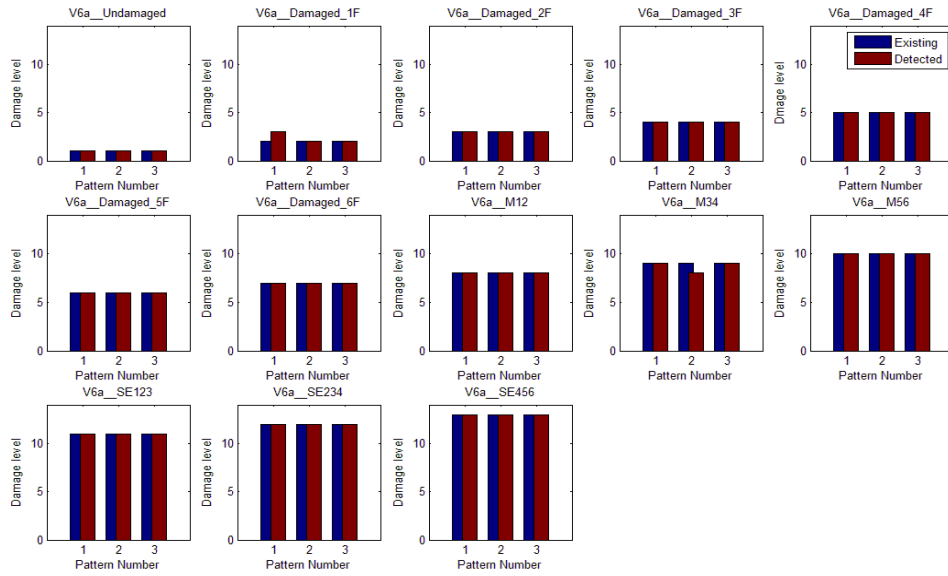 V6a__Undamaged
V6a__Damaged_1F
V6a__Damaged_2F
V6a__Damaged_3F
V6a__Damaged_4F
Existing
Detected
Damage level
10
5
0
1 2 3
Pattern Number
Damage level
10
5
0
1 2 3
Pattern Number
Damage level
10
5
0
1 2 3
Pattern Number
Damage level
10
5
0
1 2 3
Pattern Number
Dmage level
10
5
0
1 2 3
Pattern Number
V6a__Damaged_5F
V6a__Damaged_6F
V6a__M12
V6a__M34
V6a__M56
Damage level
10
5
0
1 2 3
Pattern Number
Damage level
10
5
0
1 2 3
Pattern Number
Damage level
10
5
0
1 2 3
Pattern Number
Damage level
10
5
0
1 2 3
Pattern Number
Damage level
10
5
0
1 2 3
Pattern Number
V6a__SE123
V6a__SE234
V6a__SE456
Damage level
10
5
0
1 2 3
Pattern Number
Damage level
10
5
0
1 2 3
Pattern Number
Damage level
10
5
0
1 2 3
Pattern Number